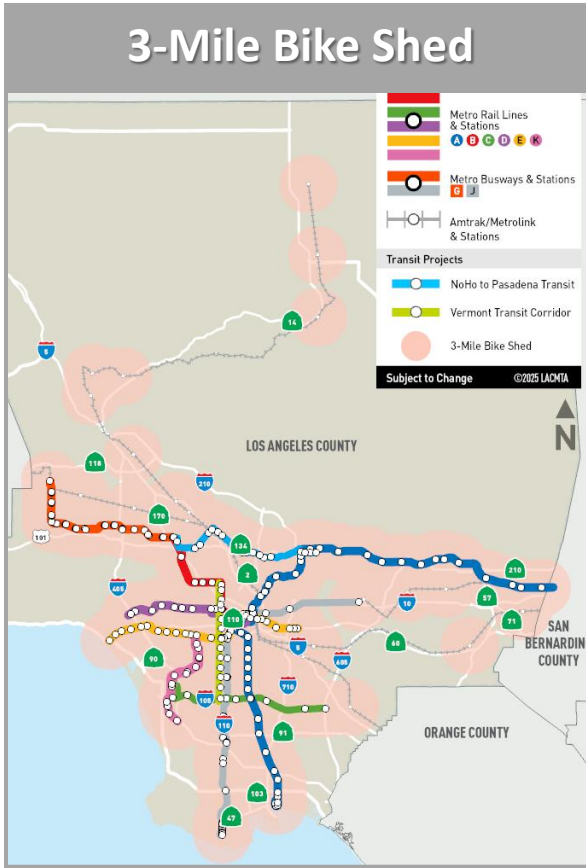 3-Mile Bike Shed
Metro Rail Lines
& Stations
A B C D E K
Metro Busways & Stations
G J
Amtrak/Metrolink
& Stations
Transit Projects
NoHo to Pasadena Transit
Vermont Transit Corridor
3-Mile Bike Shed
Subject to Change ©2025 LACMTA
N
14
5
LOS ANGELES COUNTY
118
210
170
101
134
2
210
405
10
57
110
71
5
60
SAN
BERNARDINO
COUNTY
90
605
105
710
110
91
ORANGE COUNTY
103
47